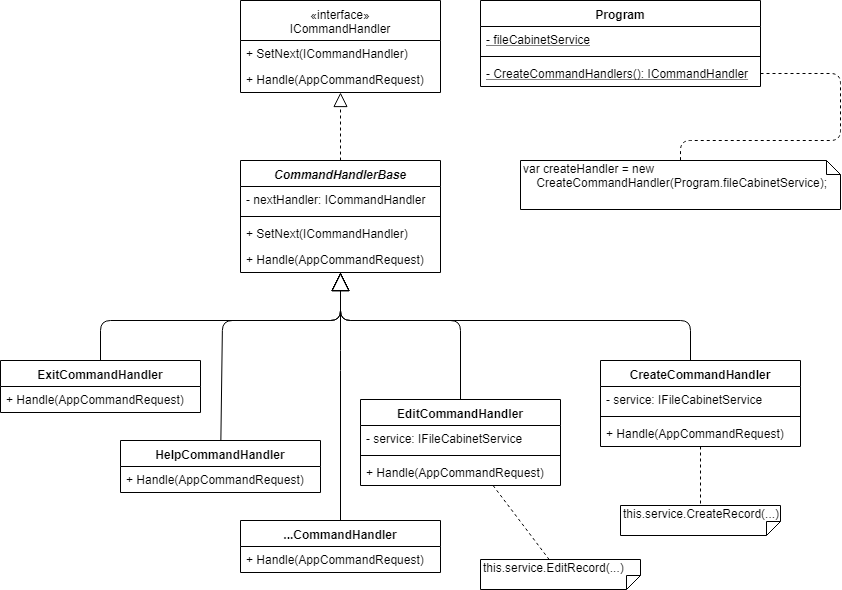 «interface»
ICommandHandler
+ SetNext(ICommandHandler)
+ Handle(AppCommandRequest)
Program
- fileCabinetService
- CreateCommandHandlers(): ICommandHandler
var createHandler = new
CreateCommandHandler(Program.fileCabinetService);
CommandHandlerBase
- nextHandler: ICommandHandler
+ SetNext(ICommandHandler)
+ Handle(AppCommandRequest)
ExitCommandHandler
+ Handle(AppCommandRequest)
HelpCommandHandler
+ Handle(AppCommandRequest)
...CommandHandler
+ Handle(AppCommandRequest)
EditCommandHandler
- service: IFileCabinetService
+ Handle(AppCommandRequest)
this.service.EditRecord(...)
CreateCommandHandler
- service: IFileCabinetService
+ Handle(AppCommandRequest)
this.service.CreateRecord(...)